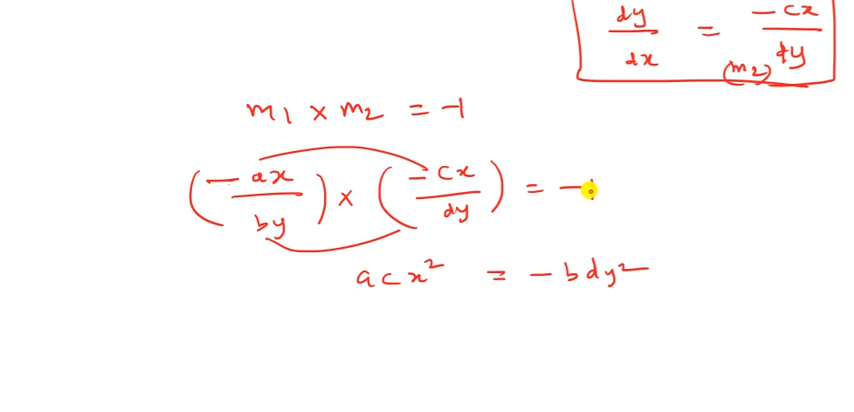 dy/dx = -cx/dy (m2)
m1 × m2 = -1
(-ax/by) × (-cx/dy) = -1
acx² = -bdy²